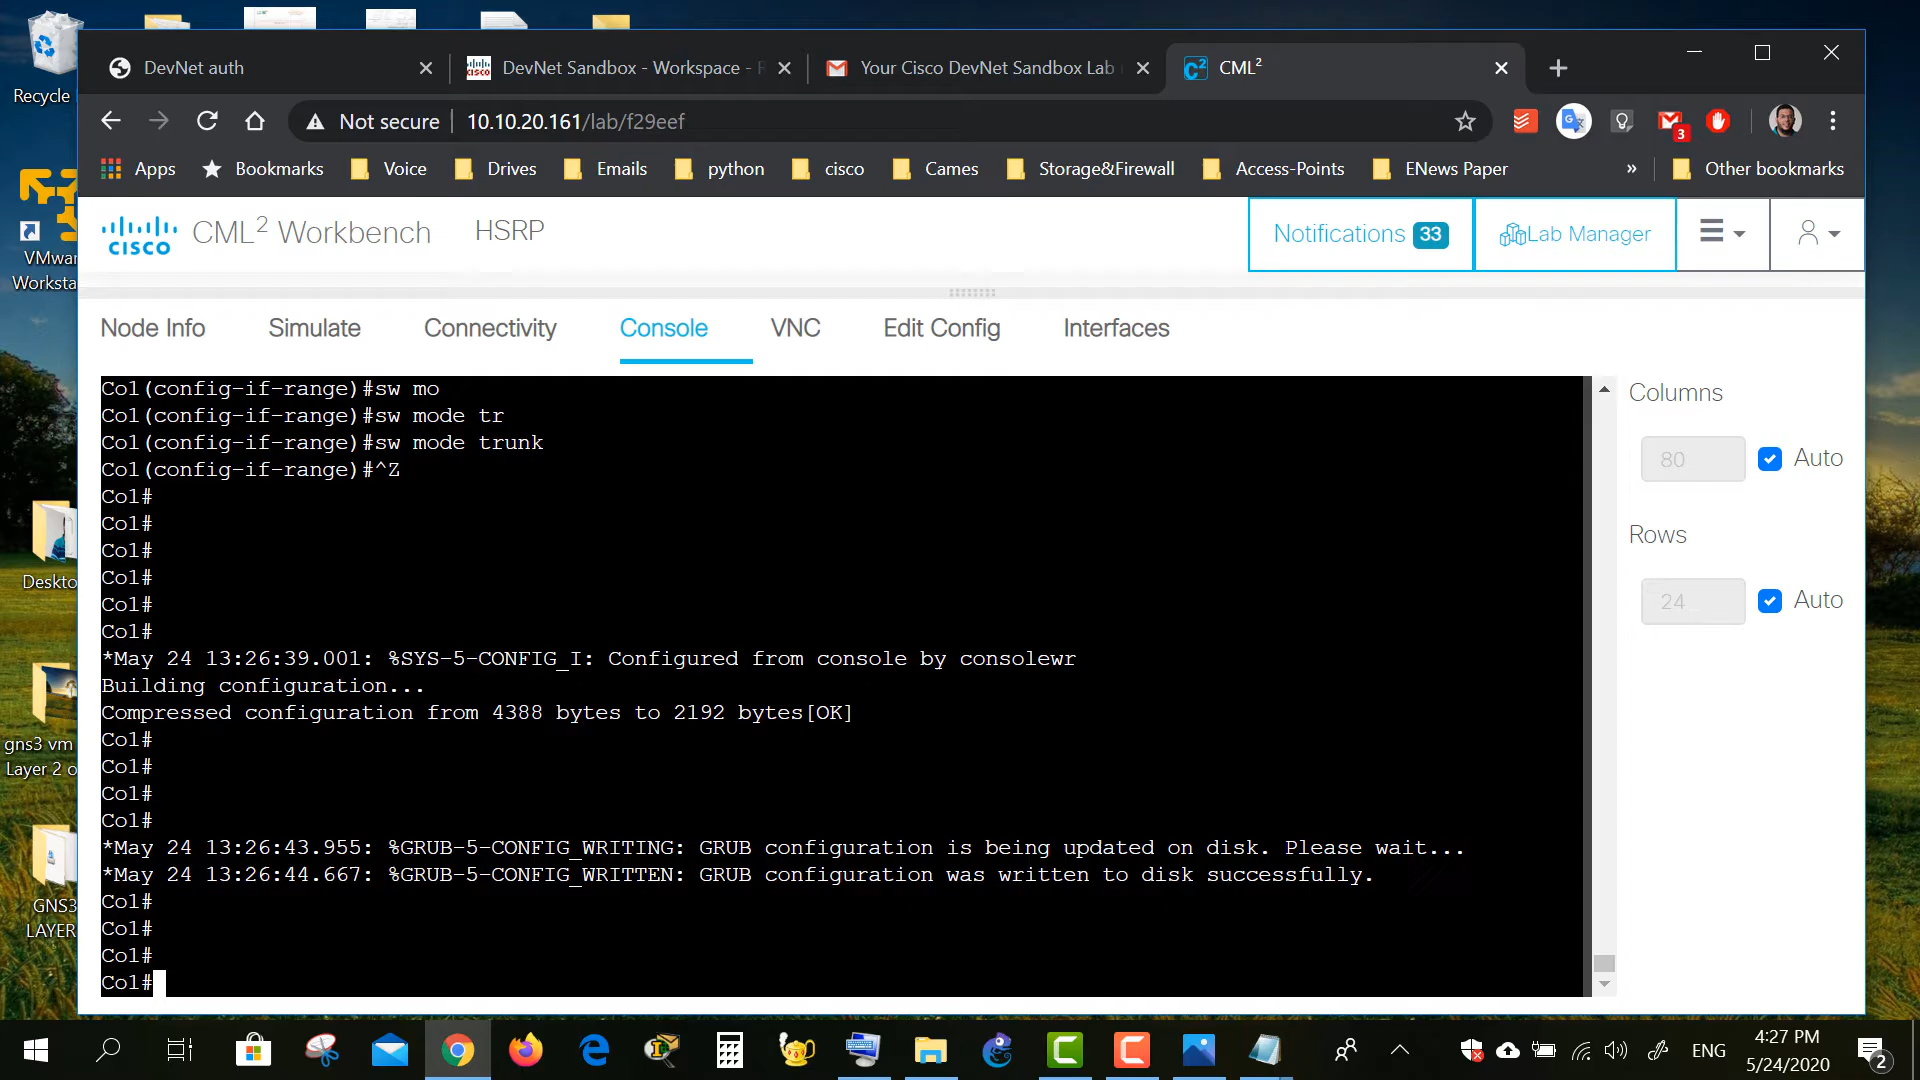 Recycle
VMwar
Worksta
Deskto
gns3 vm
Layer 2 o
GNS3
LAYER
DevNet auth
DevNet Sandbox - Workspace -
Your Cisco DevNet Sandbox Lab
CML²
Not secure
10.10.20.161/lab/f29eef
3
Apps
Bookmarks
Voice
Drives
Emails
python
cisco
Cames
Storage&Firewall
Access-Points
ENews Paper
»
Other bookmarks
CISCO
CML² Workbench
HSRP
Notifications 33
Lab Manager
Node Info
Simulate
Connectivity
Console
VNC
Edit Config
Interfaces
Co1(config-if-range)#sw mo
Co1(config-if-range)#sw mode tr
Co1(config-if-range)#sw mode trunk
Co1(config-if-range)#^Z
Co1#
Co1#
Co1#
Co1#
Co1#
Co1#
*May 24 13:26:39.001: %SYS-5-CONFIG_I: Configured from console by consolewr
Building configuration...
Compressed configuration from 4388 bytes to 2192 bytes[OK]
Co1#
Co1#
Co1#
Co1#
*May 24 13:26:43.955: %GRUB-5-CONFIG_WRITING: GRUB configuration is being updated on disk. Please wait...
*May 24 13:26:44.667: %GRUB-5-CONFIG_WRITTEN: GRUB configuration was written to disk successfully.
Co1#
Co1#
Co1#
Co1#
Columns
80
Auto
Rows
24
Auto
ENG
4:27 PM
5/24/2020
2